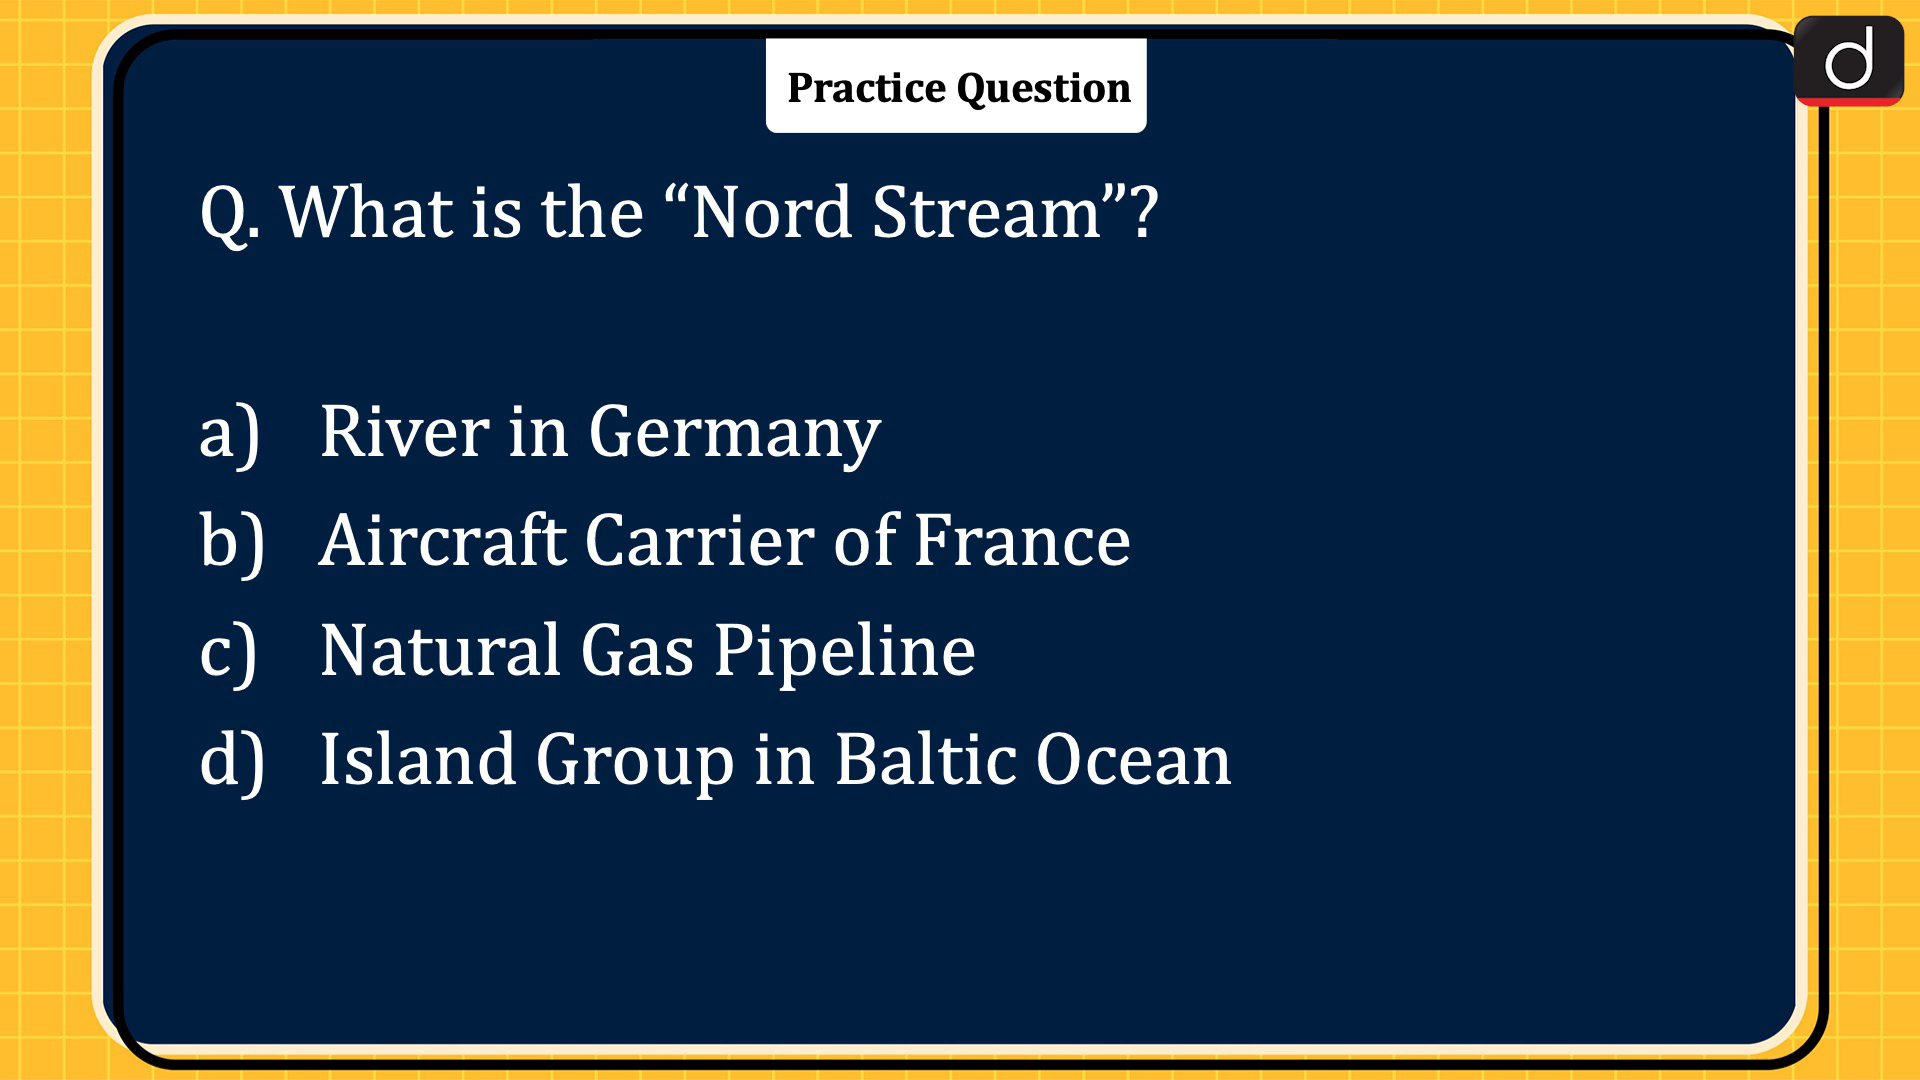 Practice Question
d
Q. What is the “Nord Stream”?
a) River in Germany
b) Aircraft Carrier of France
c) Natural Gas Pipeline
d) Island Group in Baltic Ocean